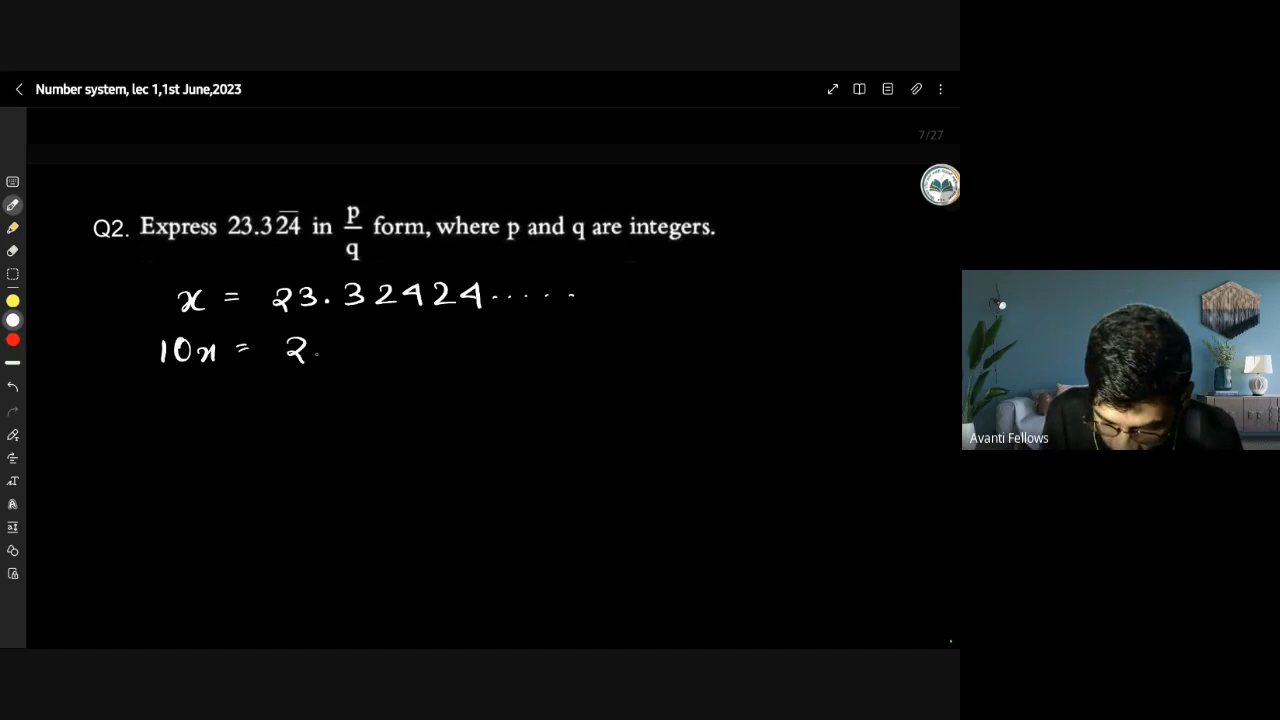 Number system, lec 1,1st June,2023
7/27
Q2. Express 23.3\overline{24} in \frac{p}{q} form, where p and q are integers.
x = 23.32424.....
10x = 2.
Avanti Fellows